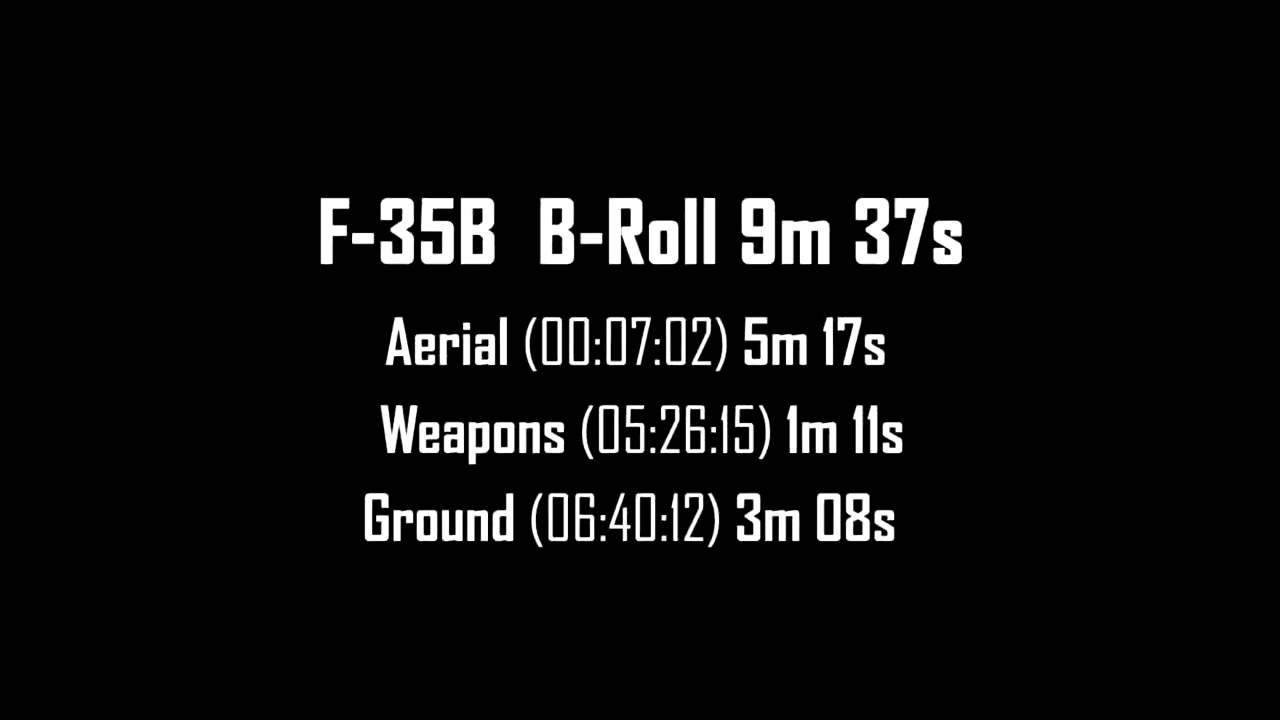 F-35B  B-Roll 9m 37s
Aerial (00:07:02) 5m 17s
Weapons (05:26:15) 1m 11s
Ground (06:40:12) 3m 08s